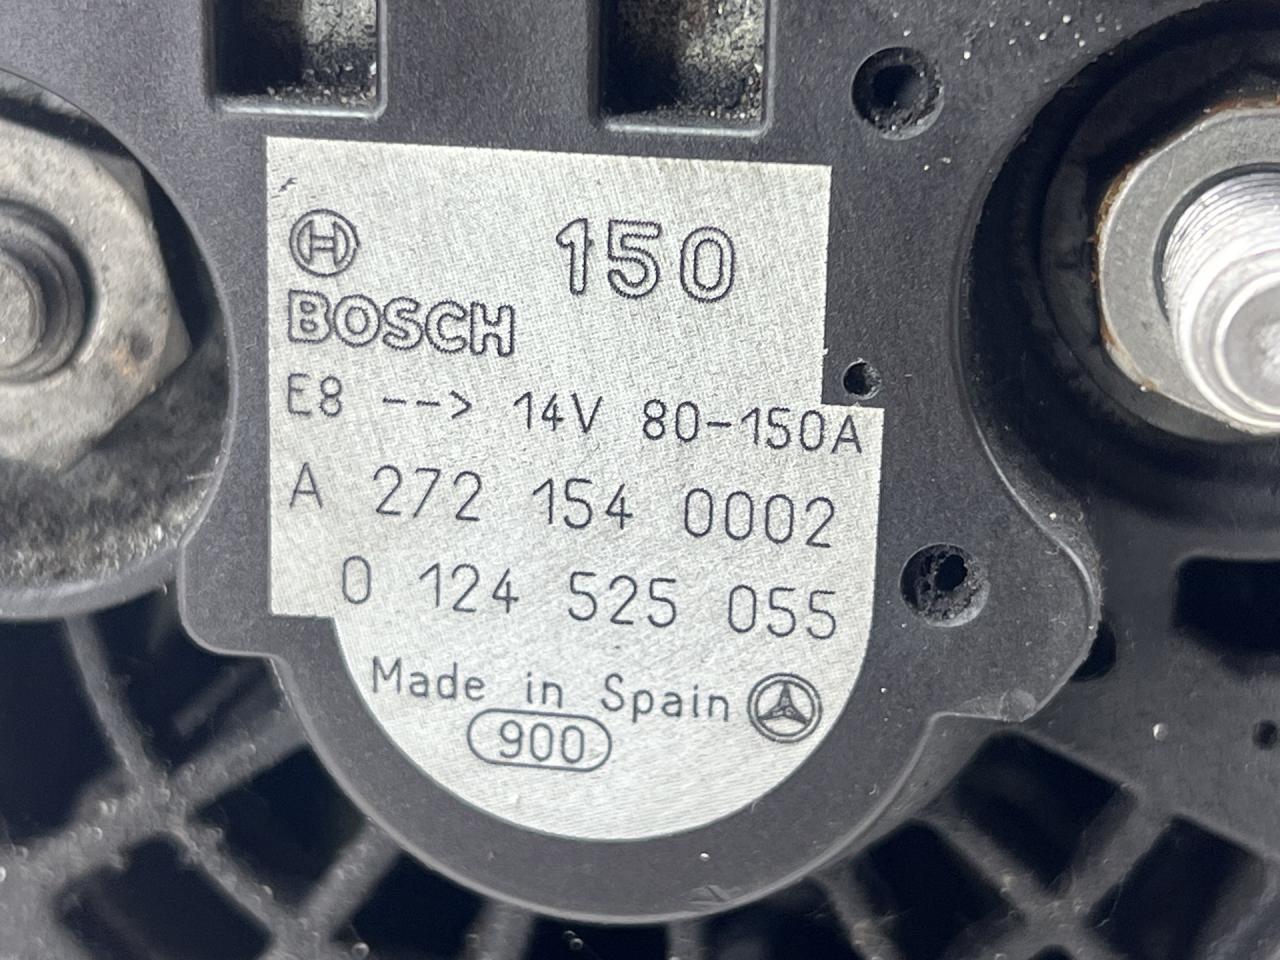 150
BOSCH
E8 --> 14V 80-150A
A 272 154 0002
0 124 525 055
Made in Spain
900